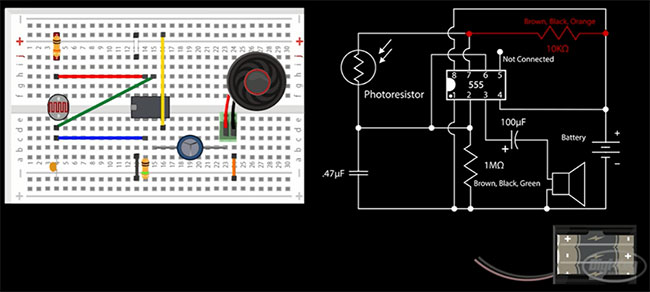 Brown, Black, Orange
10KΩ
Not Connected
8 7 6 5
555
1 2 3 4
Photoresistor
100µF
+
Battery
+
-
1MΩ
Brown, Black, Green
.47µF
+ -
- +
+ -
j
i
h
g
f
e
d
c
b
a